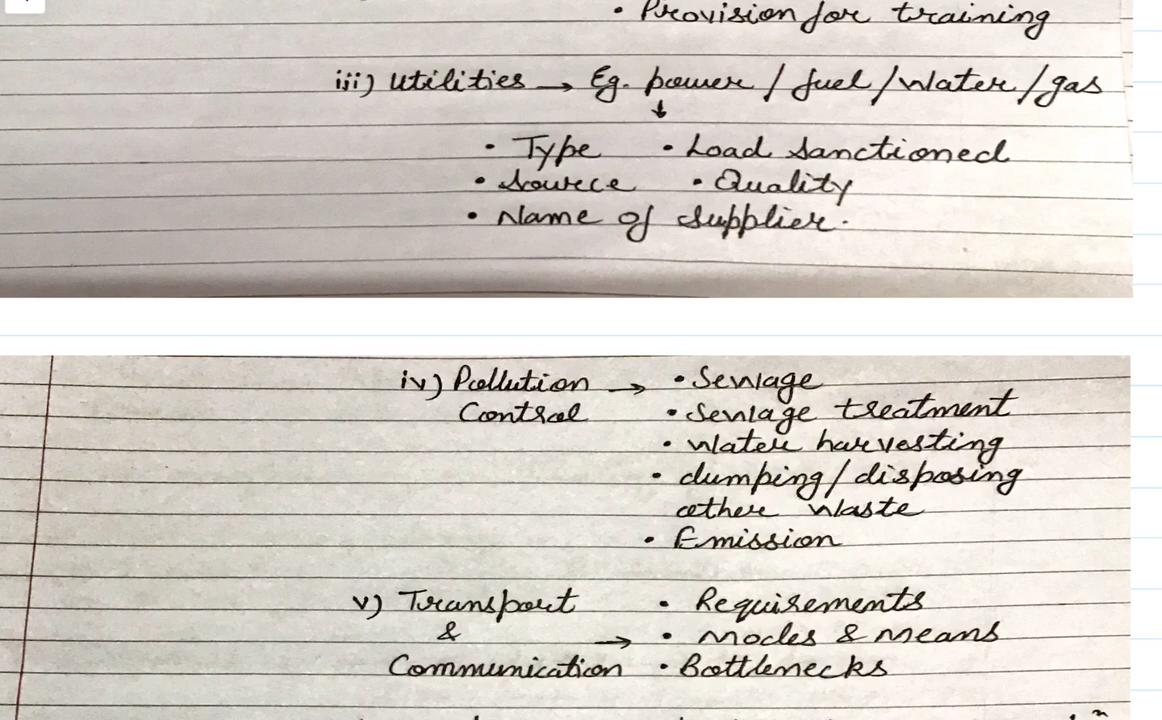 • Provision for training
iii) Utilities → Eg. power / fuel / Water / gas
↓
• Type • Load Sanctioned
• Source • Quality
• Name of Supplier.
iv) Pollution → • Sewage
Control • Sewage treatment
• Water harvesting
• dumping / disposing
other waste
• Emission
v) Transport • Requirements
& → • Modes & Means
Communication • Bottlenecks